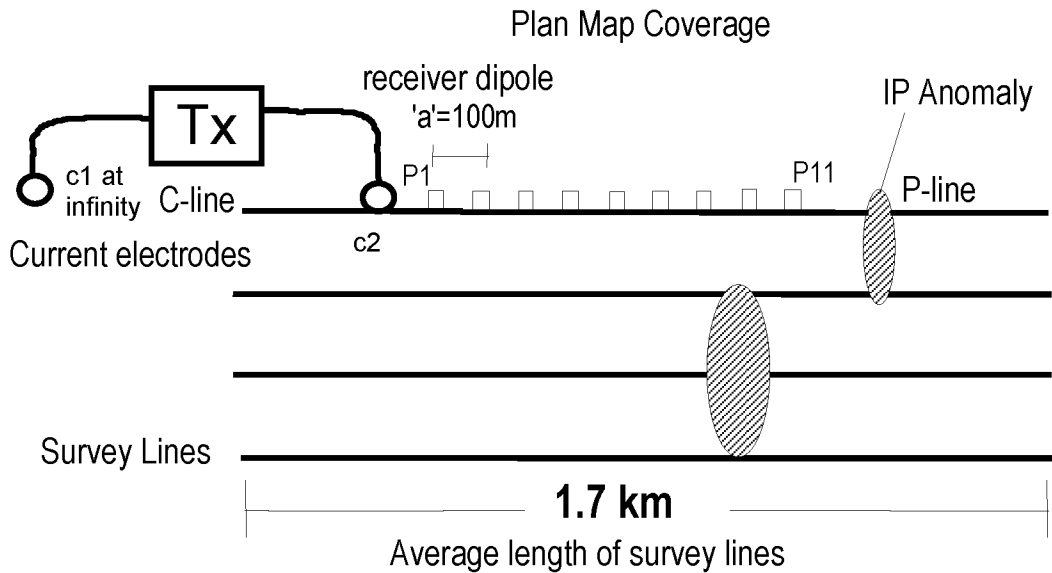 Plan Map Coverage
receiver dipole
'a'=100m
IP Anomaly
Tx
c1 at
infinity
C-line
P1
P11
P-line
c2
Current electrodes
Survey Lines
1.7 km
Average length of survey lines